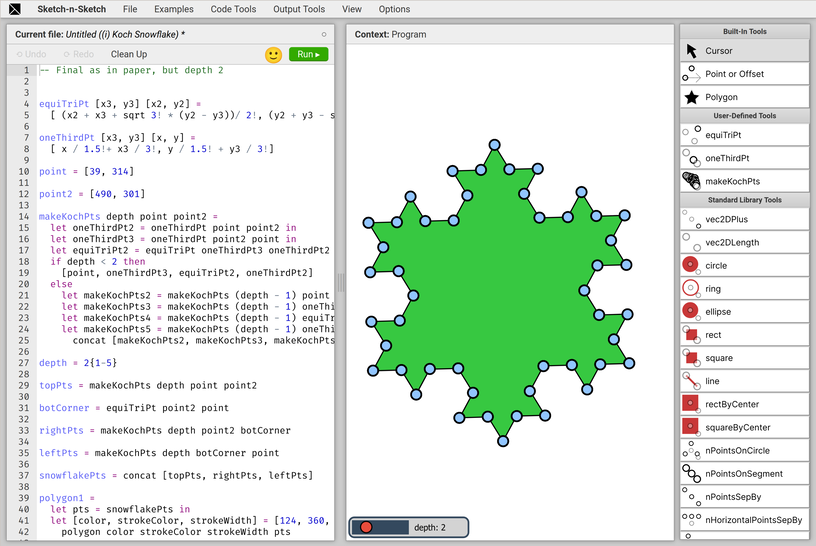 Sketch-n-Sketch File Examples Code Tools Output Tools View Options
Current file: Untitled ((i) Koch Snowflake) *
Undo Redo Clean Up Run ▸
1 -- Final as in paper, but depth 2
2
3
4 equiTriPt [x3, y3] [x2, y2] =
5 [ (x2 + x3 + sqrt 3! * (y2 - y3))/ 2!, (y2 + y3 - s
6
7 oneThirdPt [x3, y3] [x, y] =
8 [ x / 1.5!+ x3 / 3!, y / 1.5! + y3 / 3!]
9
10 point = [39, 314]
11
12 point2 = [490, 301]
13
14 makeKochPts depth point point2 =
15 let oneThirdPt2 = oneThirdPt point point2 in
16 let oneThirdPt3 = oneThirdPt point2 point in
17 let equiTriPt2 = equiTriPt oneThirdPt3 oneThirdPt2
18 if depth < 2 then
19 [point, oneThirdPt3, equiTriPt2, oneThirdPt2]
20 else
21 let makeKochPts2 = makeKochPts (depth - 1) point
22 let makeKochPts3 = makeKochPts (depth - 1) oneThi
23 let makeKochPts4 = makeKochPts (depth - 1) equiTr
24 let makeKochPts5 = makeKochPts (depth - 1) oneThi
25 concat [makeKochPts2, makeKochPts3, makeKochPts
26
27 depth = 2{1-5}
28
29 topPts = makeKochPts depth point point2
30
31 botCorner = equiTriPt point2 point
32
33 rightPts = makeKochPts depth point2 botCorner
34
35 leftPts = makeKochPts depth botCorner point
36
37 snowflakePts = concat [topPts, rightPts, leftPts]
38
39 polygon1 =
40 let pts = snowflakePts in
41 let [color, strokeColor, strokeWidth] = [124, 360,
42 polygon color strokeColor strokeWidth pts
Context: Program
depth: 2
Built-In Tools
Cursor
Point or Offset
Polygon
User-Defined Tools
equiTriPt
oneThirdPt
makeKochPts
Standard Library Tools
vec2DPlus
vec2DLength
circle
ring
ellipse
rect
square
line
rectByCenter
squareByCenter
nPointsOnCircle
nPointsOnSegment
nPointsSepBy
nHorizontalPointsSepBy